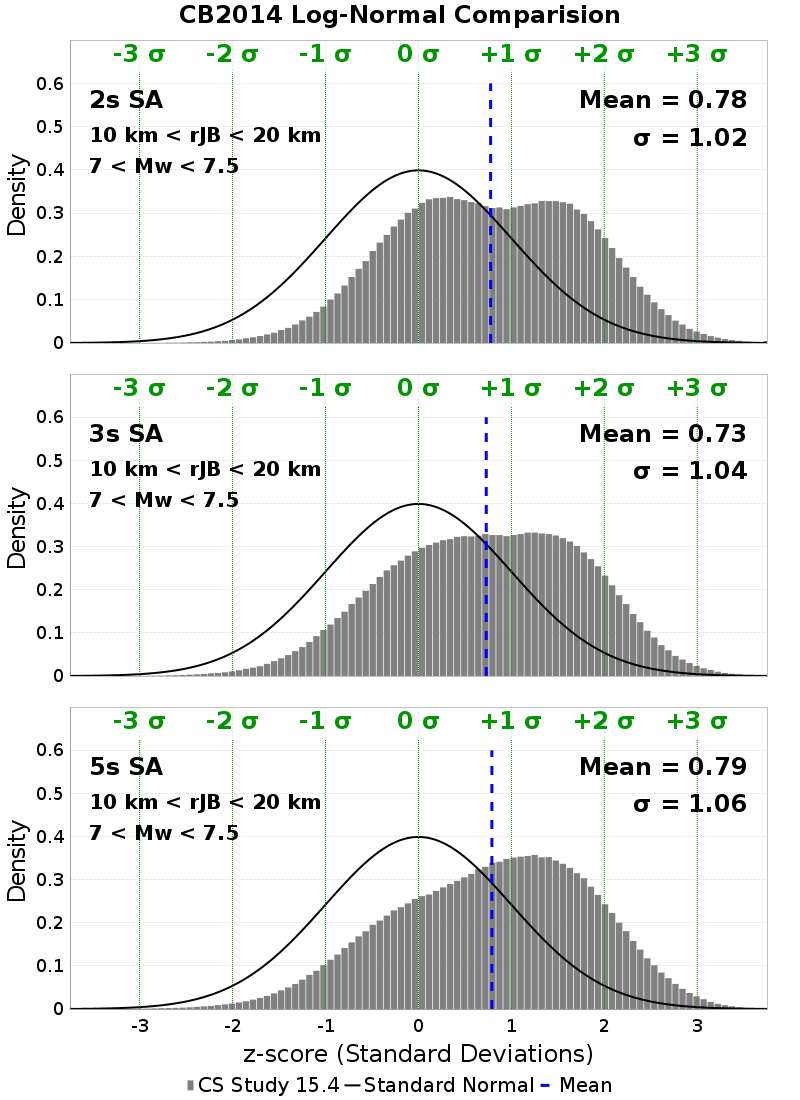 CB2014 Log-Normal Comparision
-3 σ -2 σ -1 σ 0 σ +1 σ +2 σ +3 σ
0.6
2s SA Mean = 0.78
0.5
10 km < rJB < 20 km σ = 1.02
7 < Mw < 7.5
0.4
0.3
0.2
0.1
0
Density
-3 σ -2 σ -1 σ 0 σ +1 σ +2 σ +3 σ
0.6
3s SA Mean = 0.73
0.5
10 km < rJB < 20 km σ = 1.04
7 < Mw < 7.5
0.4
0.3
0.2
0.1
0
Density
-3 σ -2 σ -1 σ 0 σ +1 σ +2 σ +3 σ
0.6
5s SA Mean = 0.79
0.5
10 km < rJB < 20 km σ = 1.06
7 < Mw < 7.5
0.4
0.3
0.2
0.1
0
Density
-3 -2 -1 0 1 2 3
z-score (Standard Deviations)
CS Study 15.4 Standard Normal Mean